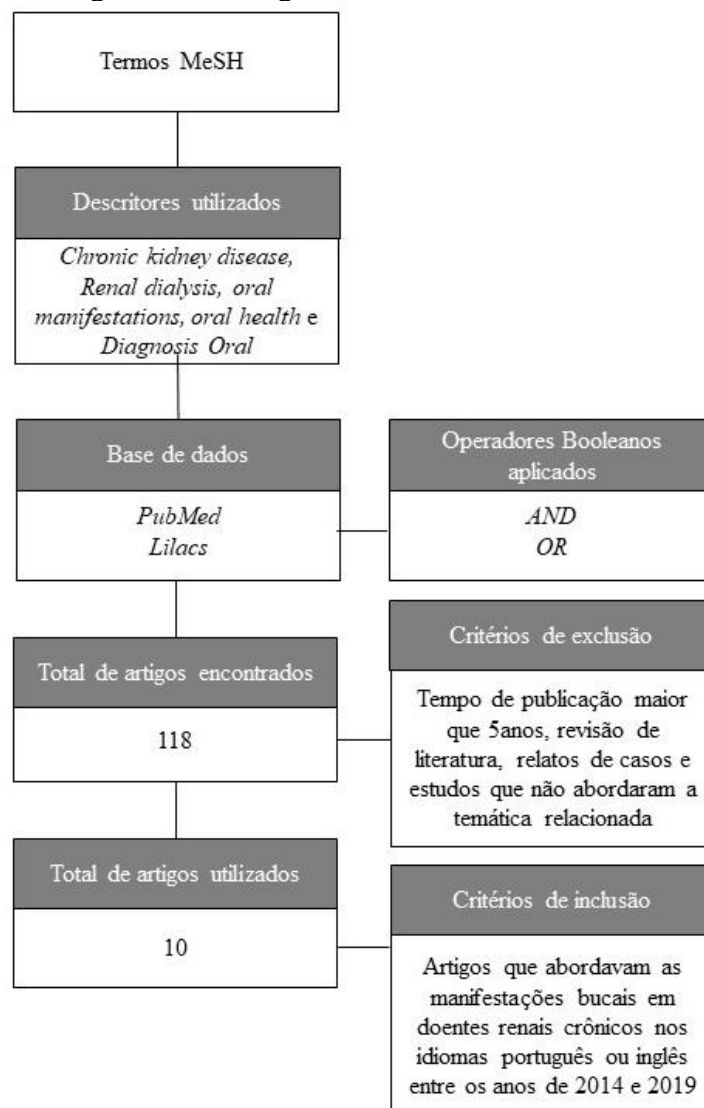 Termos MeSH
Descritores utilizados
Chronic kidney disease,
Renal dialysis, oral
manifestations, oral health e
Diagnosis Oral
Base de dados
PubMed
Lilacs
Operadores Booleanos
aplicados
AND
OR
Total de artigos encontrados
118
Critérios de exclusão
Tempo de publicação maior
que 5anos, revisão de
literatura, relatos de casos e
estudos que não abordaram a
temática relacionada
Total de artigos utilizados
10
Critérios de inclusão
Artigos que abordavam as
manifestações bucais em
doentes renais crônicos nos
idiomas português ou inglês
entre os anos de 2014 e 2019